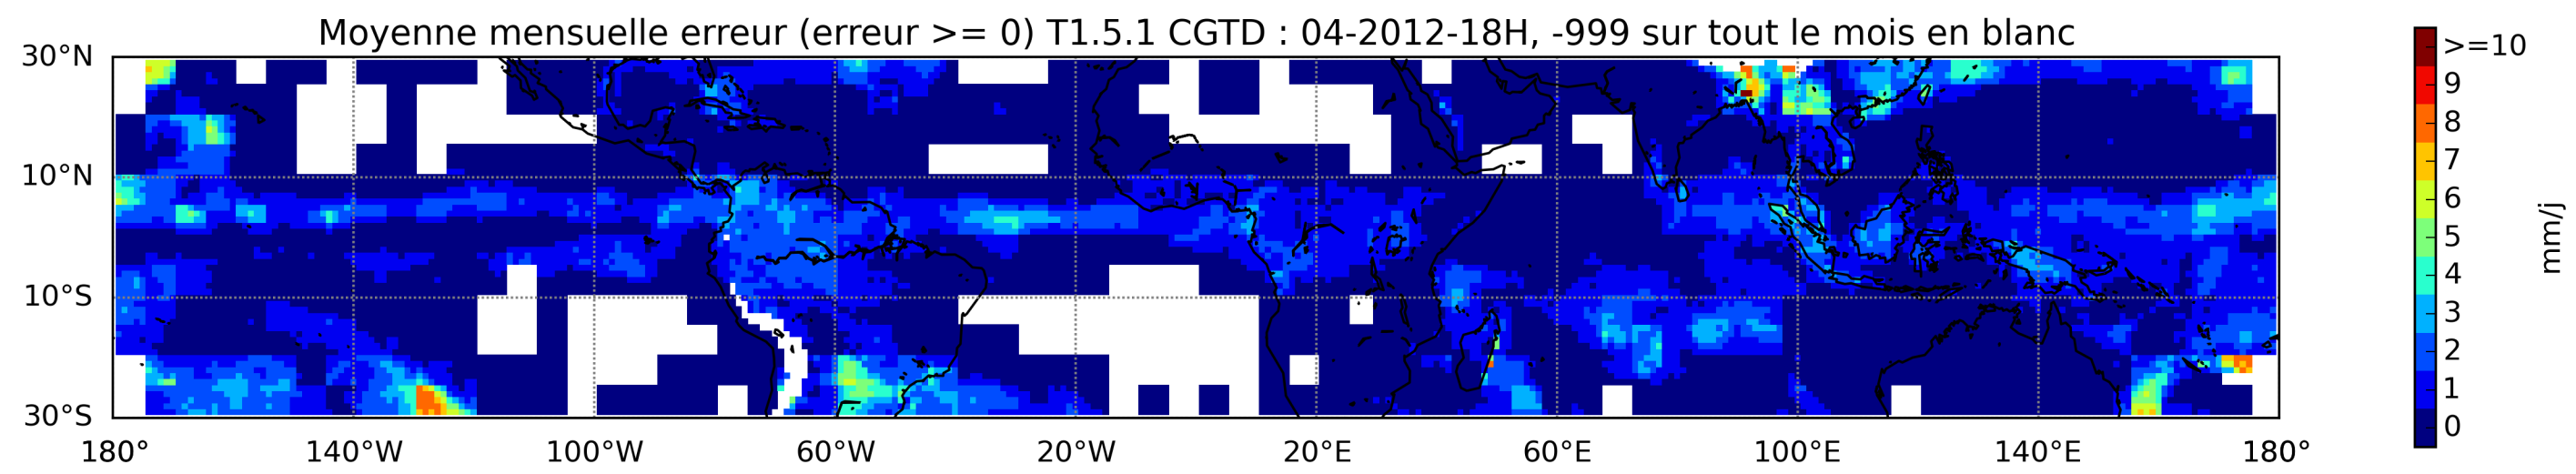 Moyenne mensuelle erreur (erreur >= 0) T1.5.1 CGTD : 04-2012-18H, -999 sur tout le mois en blanc
30°N
10°N
10°S
30°S
180° 140°W 100°W 60°W 20°W 20°E 60°E 100°E 140°E 180°
>=10
9
8
7
6
5
4
3
2
1
0
mm/j